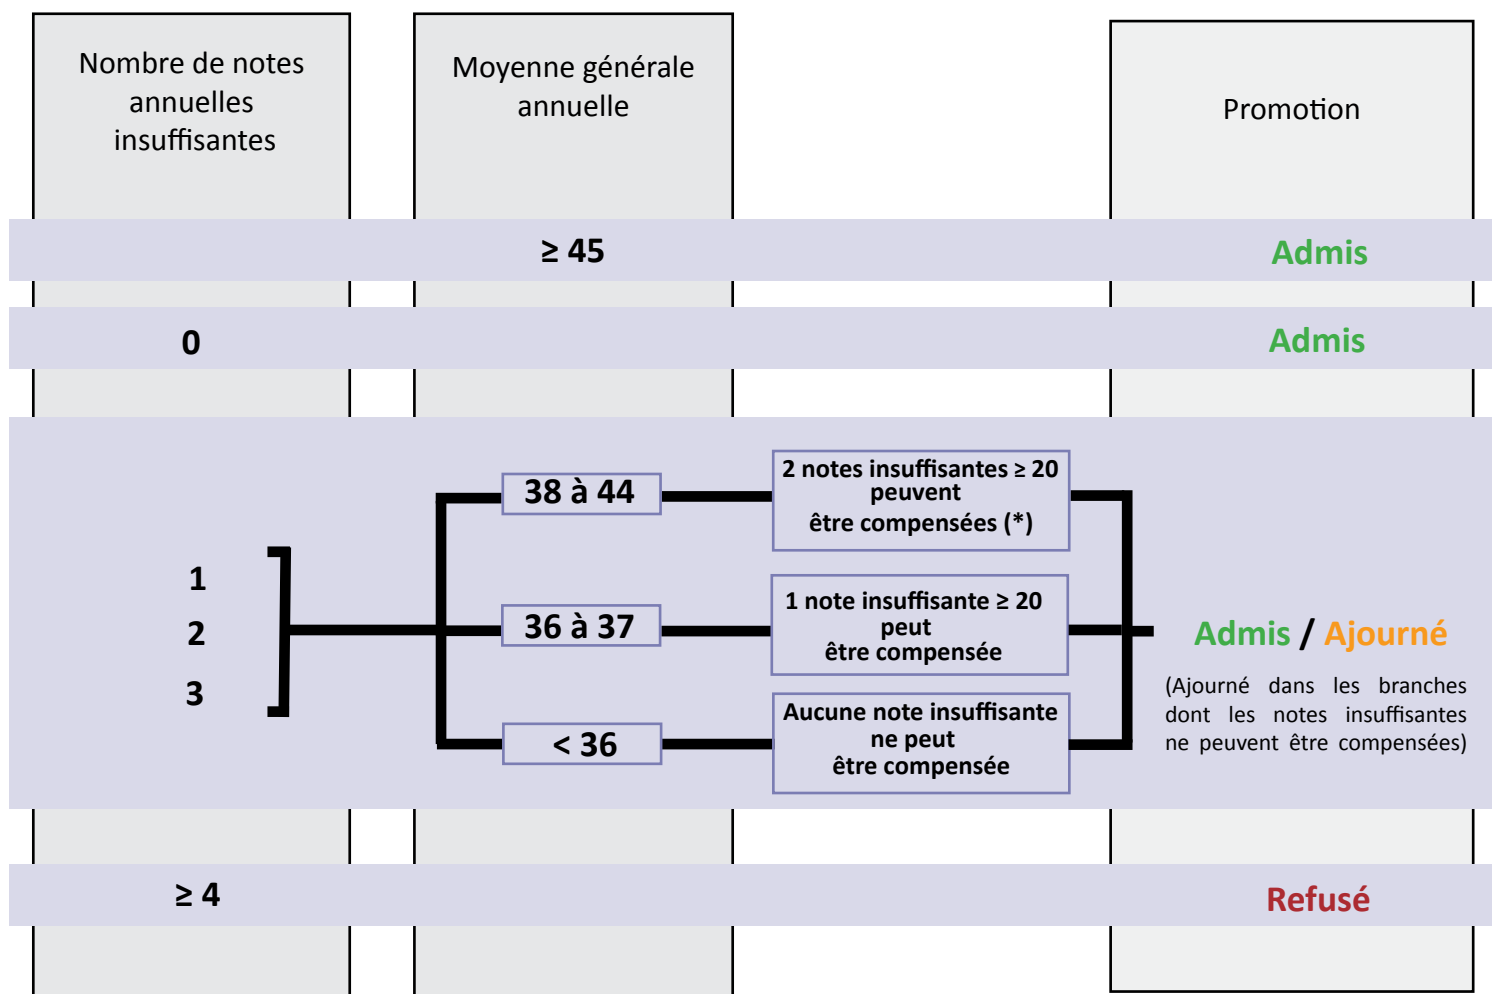 Nombre de notes
annuelles
insuffisantes
Moyenne générale
annuelle
Promotion
≥ 45
Admis
0
Admis
1
2
3
38 à 44
2 notes insuffisantes ≥ 20
peuvent
être compensées (*)
36 à 37
1 note insuffisante ≥ 20
peut
être compensée
< 36
Aucune note insuffisante
ne peut
être compensée
Admis / Ajourné
(Ajourné dans les branches
dont les notes insuffisantes
ne peuvent être compensées)
≥ 4
Refusé